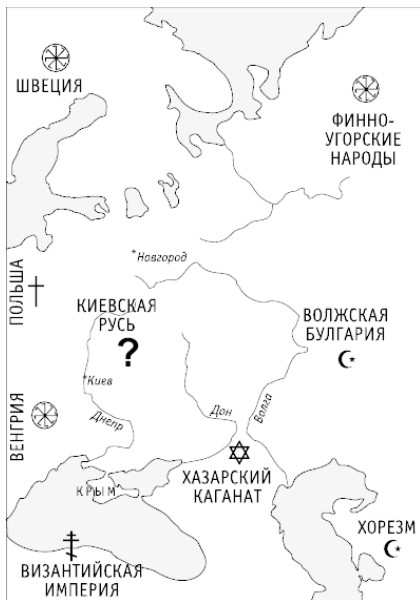 ШВЕЦИЯ
ФИННО-
УГОРСКИЕ
НАРОДЫ
*Новгород
ПОЛЬША
КИЕВСКАЯ
РУСЬ
?
ВОЛЖСКАЯ
БУЛГАРИЯ
*Киев
Днепр
Дон
Волга
ВЕНГРИЯ
ХАЗАРСКИЙ
КАГАНАТ
КРЫМ
ХОРЕЗМ
ВИЗАНТИЙСКАЯ
ИМПЕРИЯ